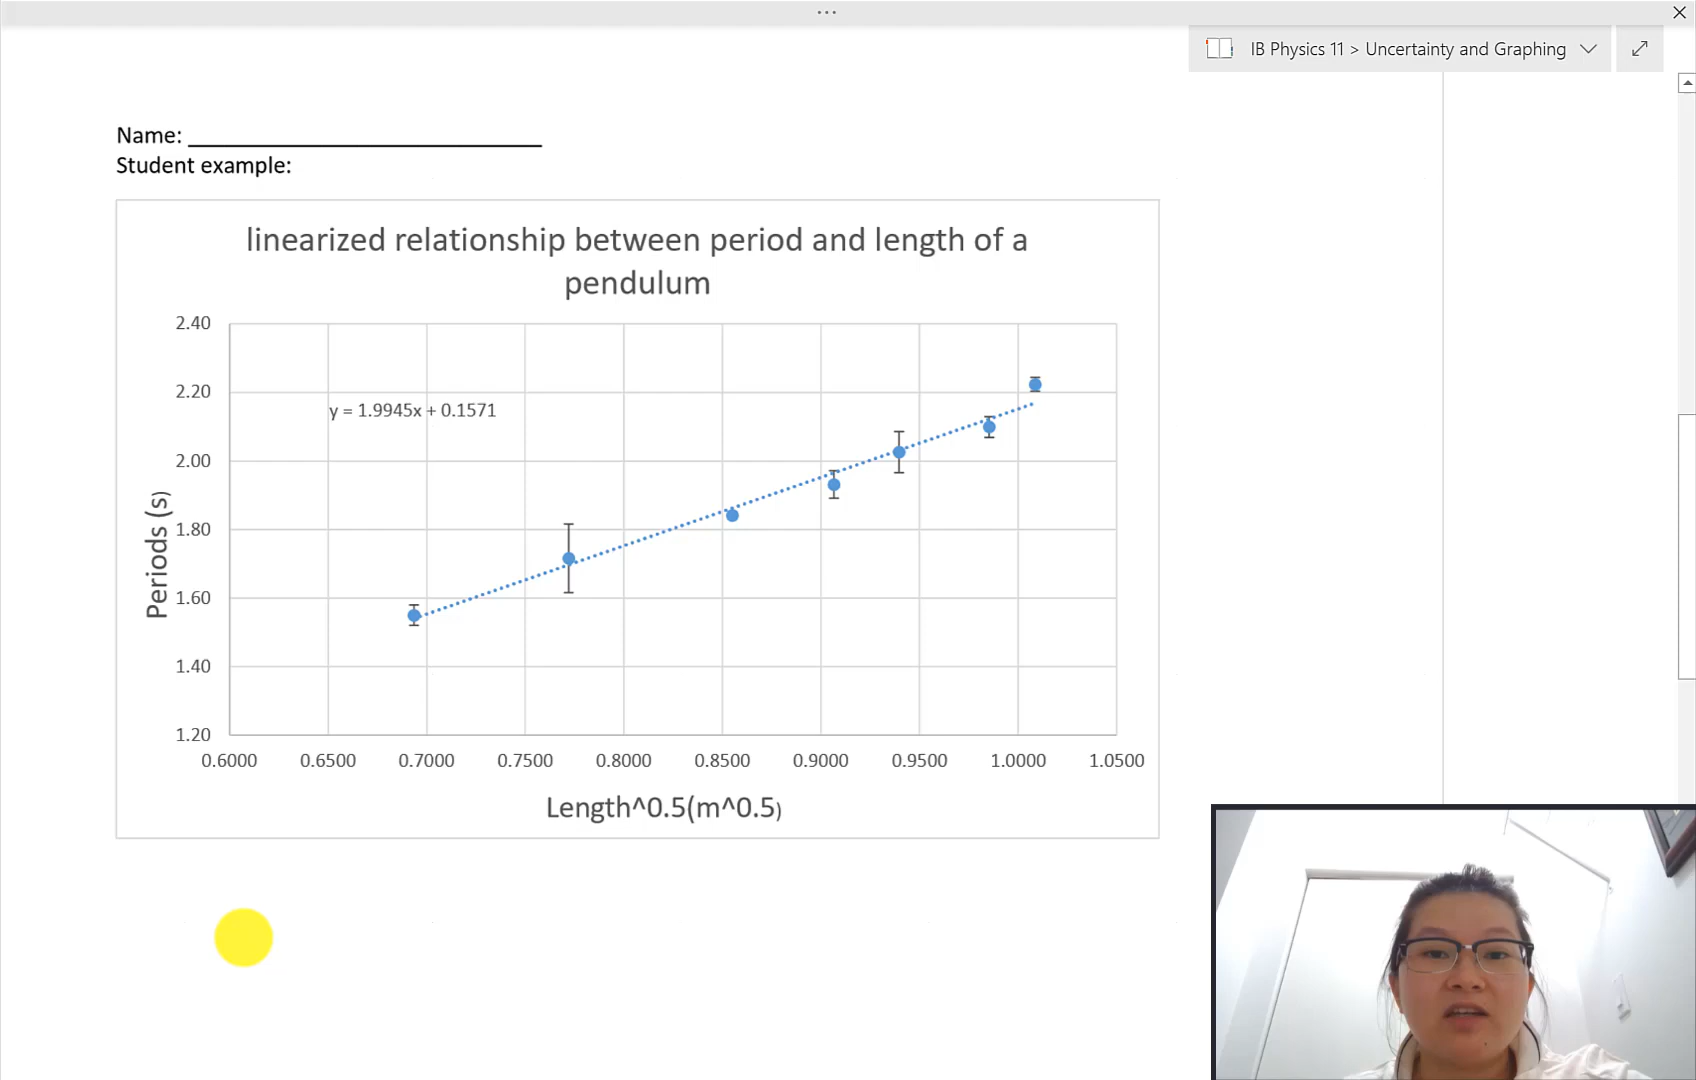 IB Physics 11 > Uncertainty and Graphing
Name: ____________________
Student example:
linearized relationship between period and length of a
pendulum
2.40
2.20
y = 1.9945x + 0.1571
2.00
1.80
1.60
1.40
1.20
Periods (s)
0.6000 0.6500 0.7000 0.7500 0.8000 0.8500 0.9000 0.9500 1.0000 1.0500
Length^0.5(m^0.5)